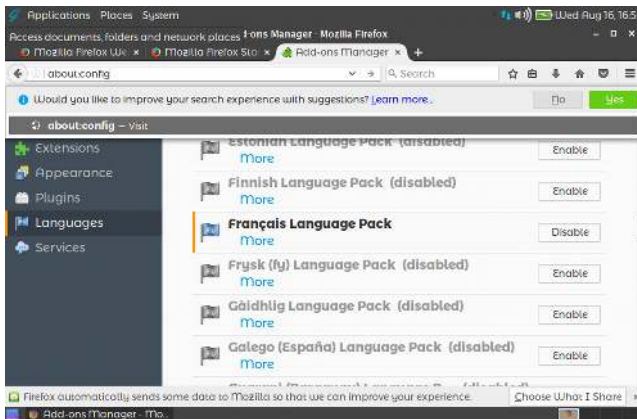 Applications Places System
Wed Aug 16, 16:5
Access documents, folders and network places
ons Manager - Mozilla Firefox
Mozilla Firefox We
Mozilla Firefox Sta
Add-ons Manager
about:config
Search
Would you like to improve your search experience with suggestions? Learn more..
No
Yes
about:config — Visit
Extensions
Appearance
Plugins
Languages
Services
Estonian Language Pack (disabled)
More
Enable
Finnish Language Pack (disabled)
More
Enable
Français Language Pack
More
Disable
Frysk (fy) Language Pack (disabled)
More
Enable
Gàidhlig Language Pack (disabled)
More
Enable
Galego (España) Language Pack (disabled)
More
Enable
Firefox automatically sends some data to Mozilla so that we can improve your experience.
Choose What I Share
Add-ons Manager - Mo..